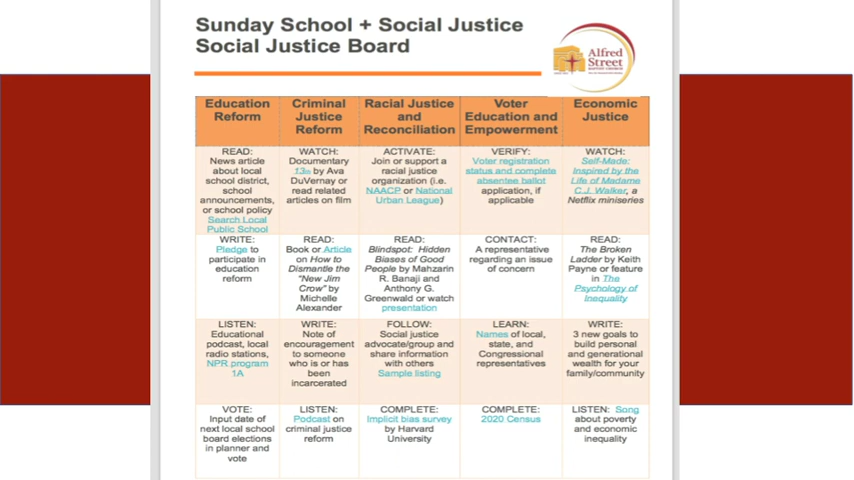 Sunday School + Social Justice
Social Justice Board
Alfred
Street
Education
Reform
Criminal
Justice
Reform
Racial Justice
and
Reconciliation
Voter
Education and
Empowerment
Economic
Justice
READ:
News article
about local
school district,
school
announcements,
or school policy
Search Local
Public School
WATCH:
Documentary
13th by Ava
DuVernay or
read related
articles on film
ACTIVATE:
Join or support a
racial justice
organization (i.e.
NAACP or National
Urban League)
VERIFY:
Voter registration
status and complete
absentee ballot
application, if
applicable
WATCH:
Self-Made:
Inspired by the
Life of Madame
C.J. Walker, a
Netflix miniseries
WRITE:
Pledge to
participate in
education
reform
READ:
Book or Article
on How to
Dismantle the
"New Jim
Crow" by
Michelle
Alexander
READ:
Blindspot: Hidden
Biases of Good
People by Mahzarin
R. Banaji and
Anthony G.
Greenwald or watch
presentation
CONTACT:
A representative
regarding an issue
of concern
READ:
The Broken
Ladder by Keith
Payne or feature
in The
Psychology of
Inequality
LISTEN:
Educational
podcast, local
radio stations,
NPR program
1A
WRITE:
Note of
encouragement
to someone
who is or has
been
incarcerated
FOLLOW:
Social justice
advocate/group and
share information
with others
Sample listing
LEARN:
Names of local,
state, and
Congressional
representatives
WRITE:
3 new goals to
build personal
and generational
wealth for your
family/community
VOTE:
Input date of
next local school
board elections
in planner and
vote
LISTEN:
Podcast on
criminal justice
reform
COMPLETE:
Implicit bias survey
by Harvard
University
COMPLETE:
2020 Census
LISTEN: Song
about poverty
and economic
inequality